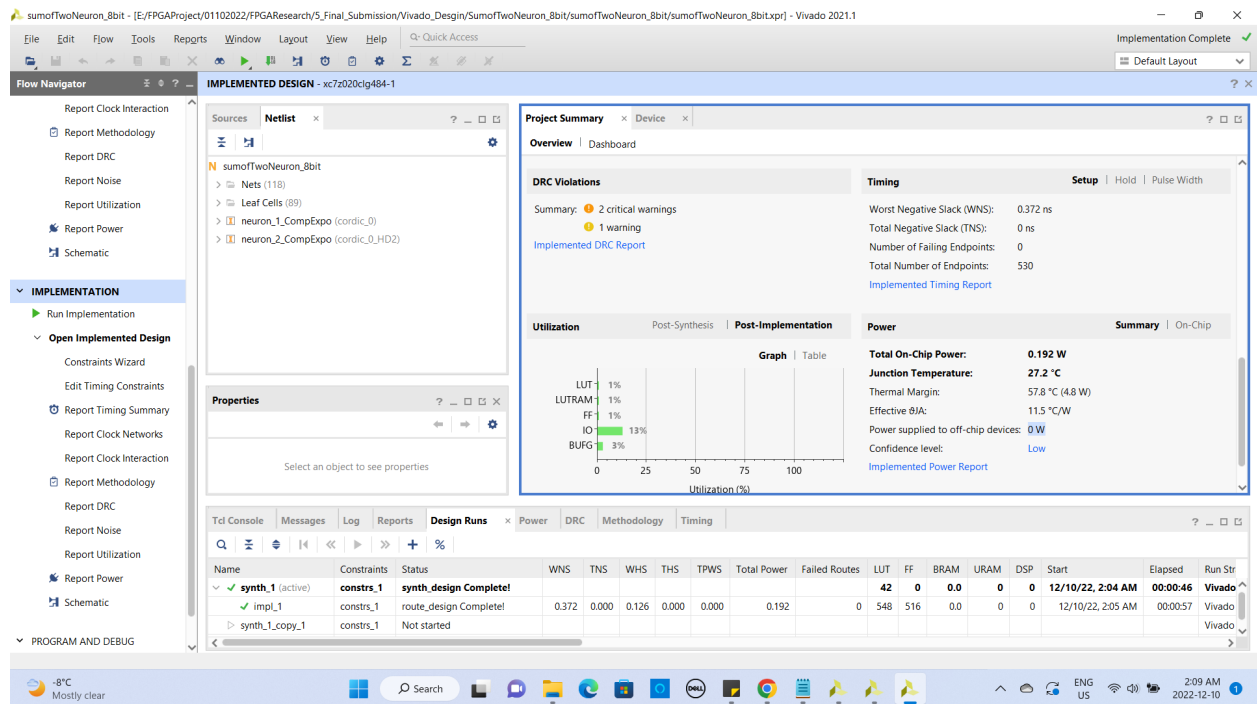 sumofTwoNeuron_8bit - [E:/FPGAProject/01102022/FPGAResearch/5_Final_Submission/Vivado_Desgin/SumofTwoNeuron_8bit/sumofTwoNeuron_8bit/sumofTwoNeuron_8bit.xpr] - Vivado 2021.1
File Edit Flow Tools Reports Window Layout View Help Q- Quick Access Implementation Complete
Default Layout
Flow Navigator
IMPLEMENTED DESIGN - xc7z020clg484-1
Report Clock Interaction
Report Methodology
Report DRC
Report Noise
Report Utilization
Report Power
Schematic
IMPLEMENTATION
Run Implementation
Open Implemented Design
Constraints Wizard
Edit Timing Constraints
Report Timing Summary
Report Clock Networks
Report Clock Interaction
Report Methodology
Report DRC
Report Noise
Report Utilization
Report Power
Schematic
PROGRAM AND DEBUG
Sources Netlist
N sumofTwoNeuron_8bit
Nets (118)
Leaf Cells (89)
neuron_1_CompExpo (cordic_0)
neuron_2_CompExpo (cordic_0_HD2)
Properties
Select an object to see properties
Project Summary Device
Overview Dashboard
DRC Violations
Summary: 2 critical warnings
1 warning
Implemented DRC Report
Timing Setup Hold Pulse Width
Worst Negative Slack (WNS): 0.372 ns
Total Negative Slack (TNS): 0 ns
Number of Failing Endpoints: 0
Total Number of Endpoints: 530
Implemented Timing Report
Utilization Post-Synthesis Post-Implementation
Graph Table
LUT 1%
LUTRAM 1%
FF 1%
IO 13%
BUFG 3%
0 25 50 75 100
Utilization (%)
Power Summary On-Chip
Total On-Chip Power: 0.192 W
Junction Temperature: 27.2 °C
Thermal Margin: 57.8 °C (4.8 W)
Effective ϑJA: 11.5 °C/W
Power supplied to off-chip devices: 0 W
Confidence level: Low
Implemented Power Report
Tcl Console Messages Log Reports Design Runs Power DRC Methodology Timing
Name Constraints Status WNS TNS WHS THS TPWS Total Power Failed Routes LUT FF BRAM URAM DSP Start Elapsed Run Str
synth_1 (active) constrs_1 synth_design Complete! 42 0 0.0 0 0 12/10/22, 2:04 AM 00:00:46 Vivado
impl_1 constrs_1 route_design Complete! 0.372 0.000 0.126 0.000 0.000 0.192 0 548 516 0.0 0 0 12/10/22, 2:05 AM 00:00:57 Vivado
synth_1_copy_1 constrs_1 Not started Vivado
-8°C
Mostly clear
Search
DELL
ENG
US
2:09 AM
2022-12-10
1